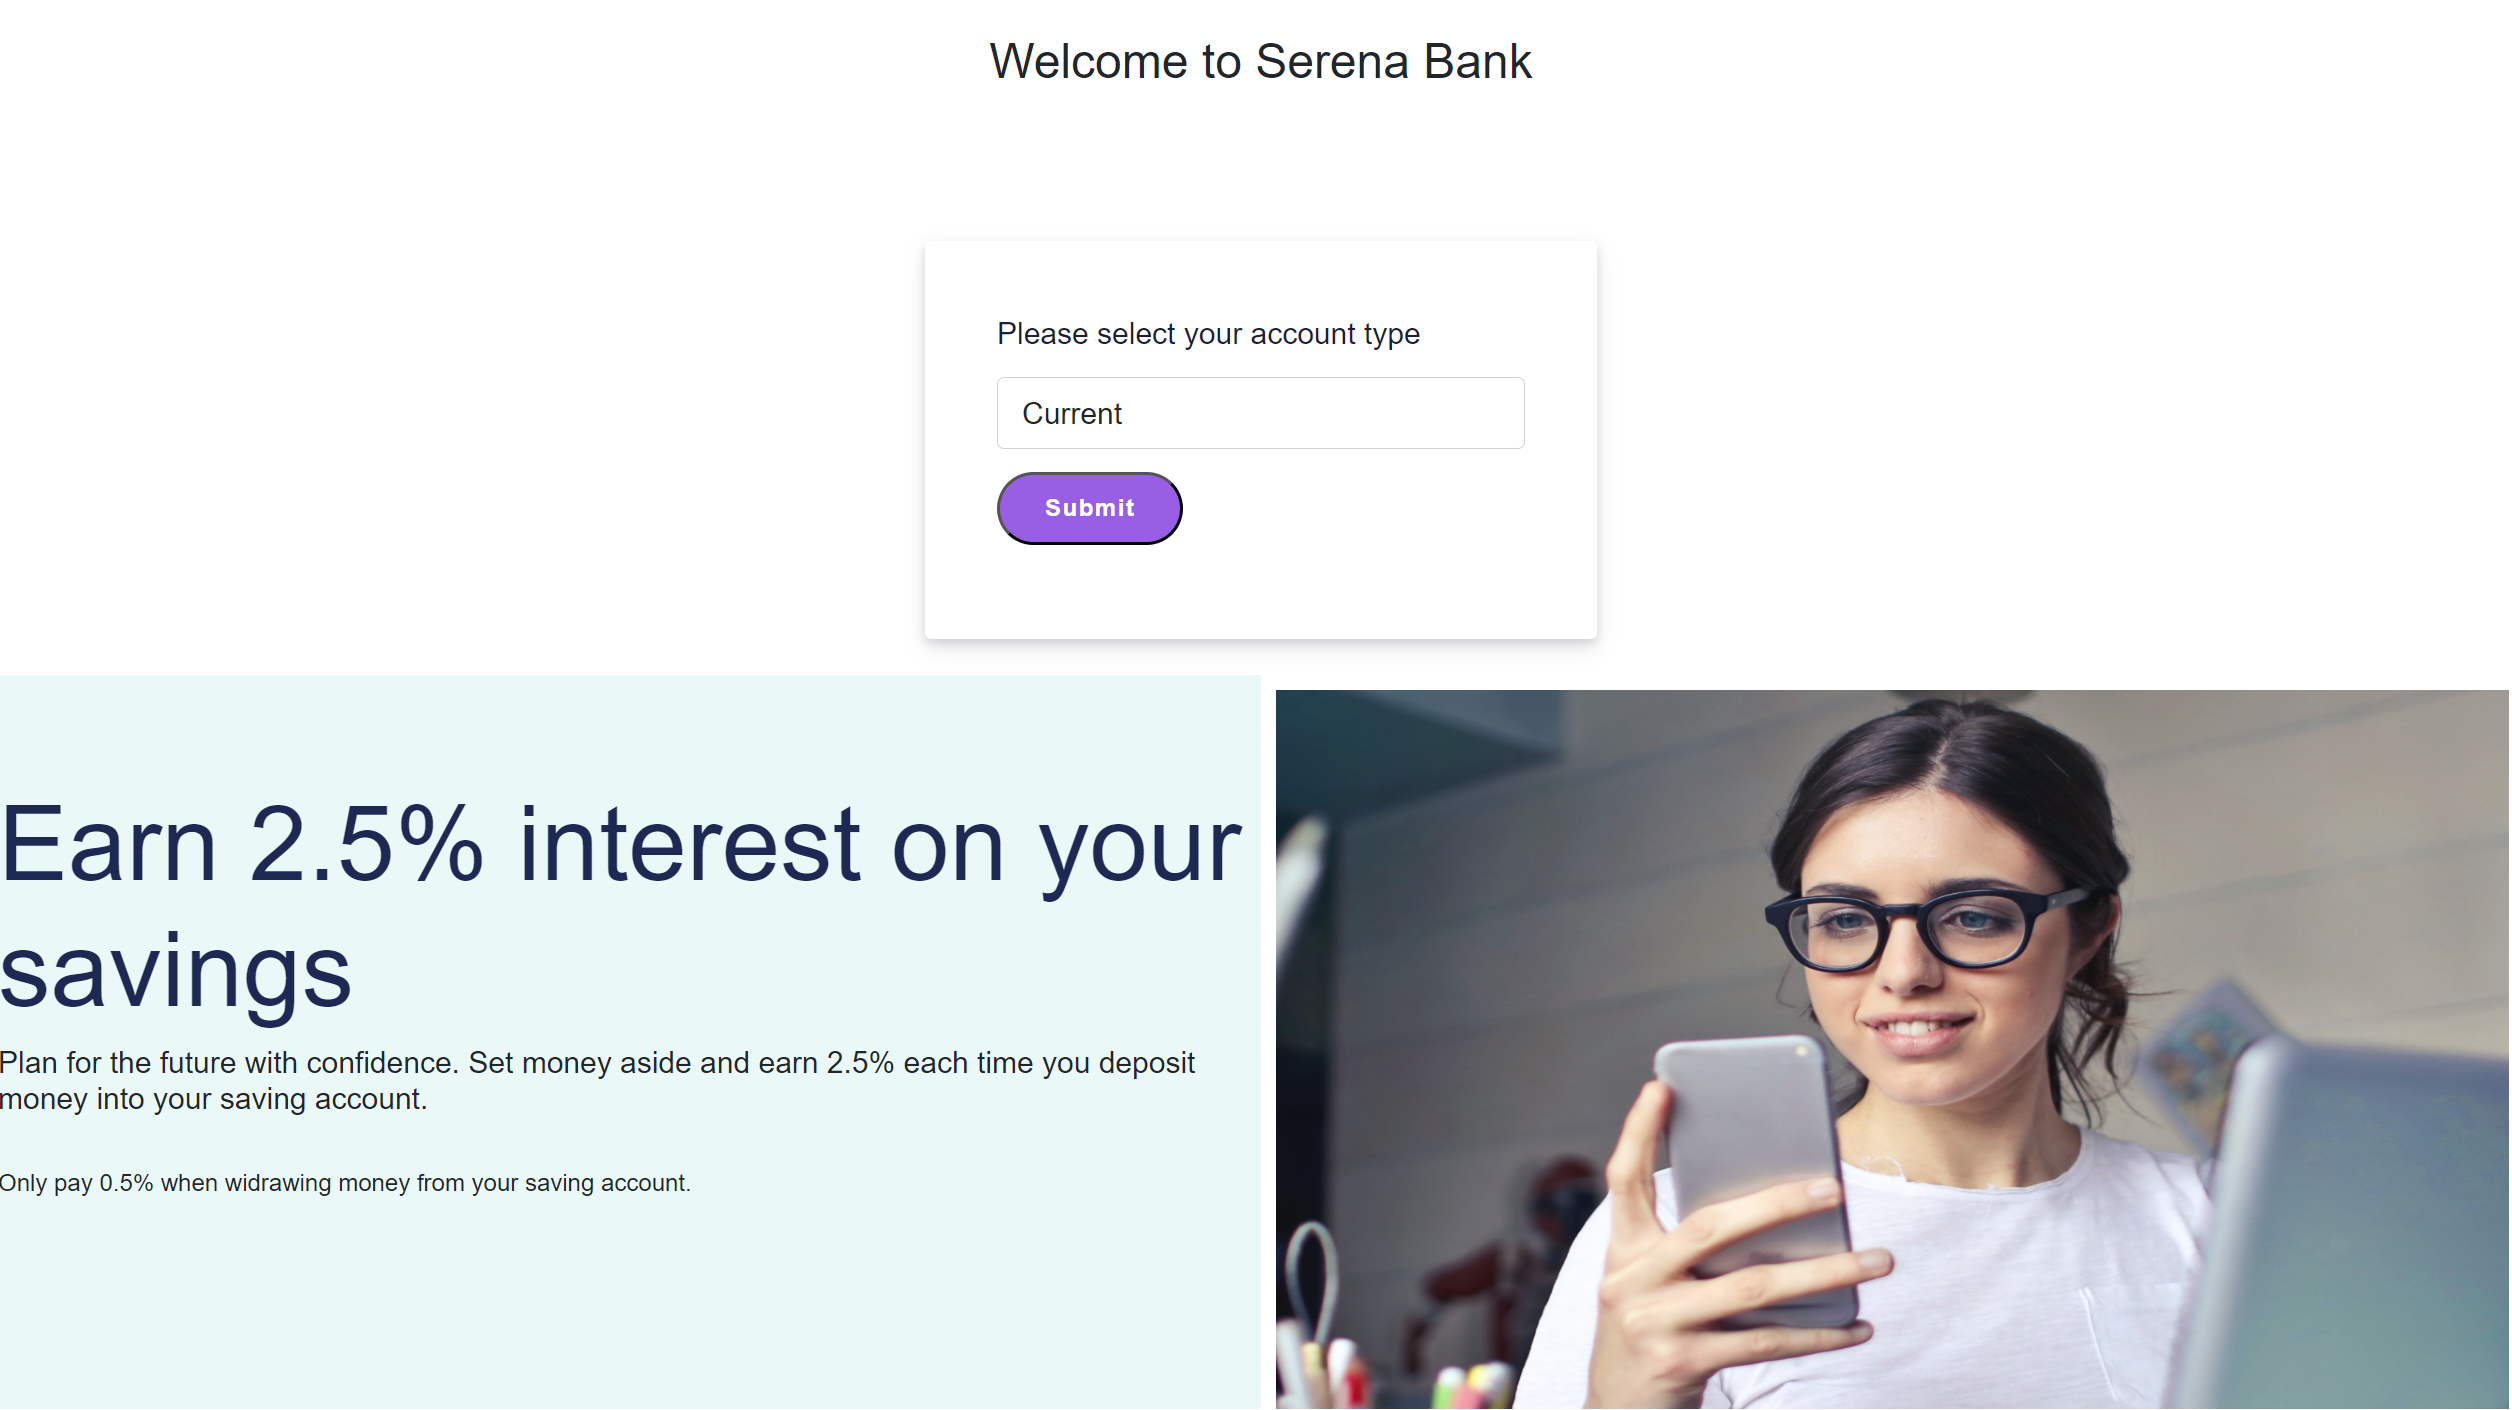 Welcome to Serena Bank
Please select your account type
Current
Submit
Earn 2.5% interest on your
savings
Plan for the future with confidence. Set money aside and earn 2.5% each time you deposit
money into your saving account.
Only pay 0.5% when widrawing money from your saving account.